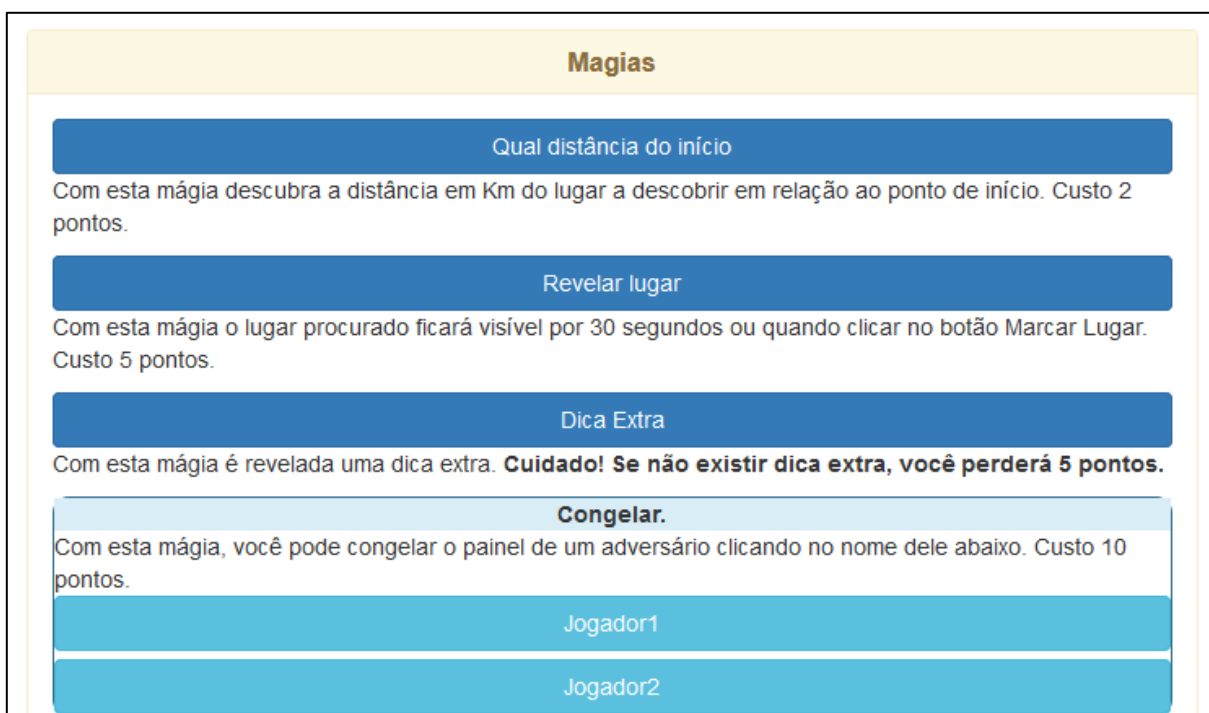 Magias
Qual distância do início
Com esta mágia descubra a distância em Km do lugar a descobrir em relação ao ponto de início. Custo 2
pontos.
Revelar lugar
Com esta mágia o lugar procurado ficará visível por 30 segundos ou quando clicar no botão Marcar Lugar.
Custo 5 pontos.
Dica Extra
Com esta mágia é revelada uma dica extra. Cuidado! Se não existir dica extra, você perderá 5 pontos.
Congelar.
Com esta mágia, você pode congelar o painel de um adversário clicando no nome dele abaixo. Custo 10
pontos.
Jogador1
Jogador2